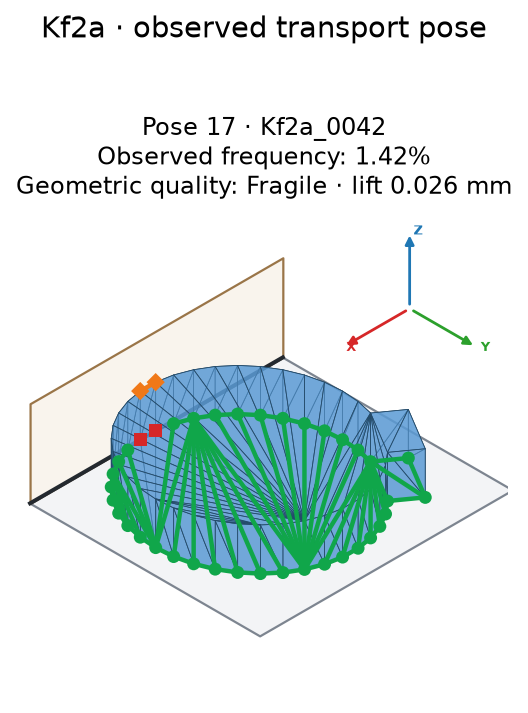 Kf2a · observed transport pose
Pose 17 · Kf2a_0042
Observed frequency: 1.42%
Geometric quality: Fragile · lift 0.026 mm
Z
X
Y